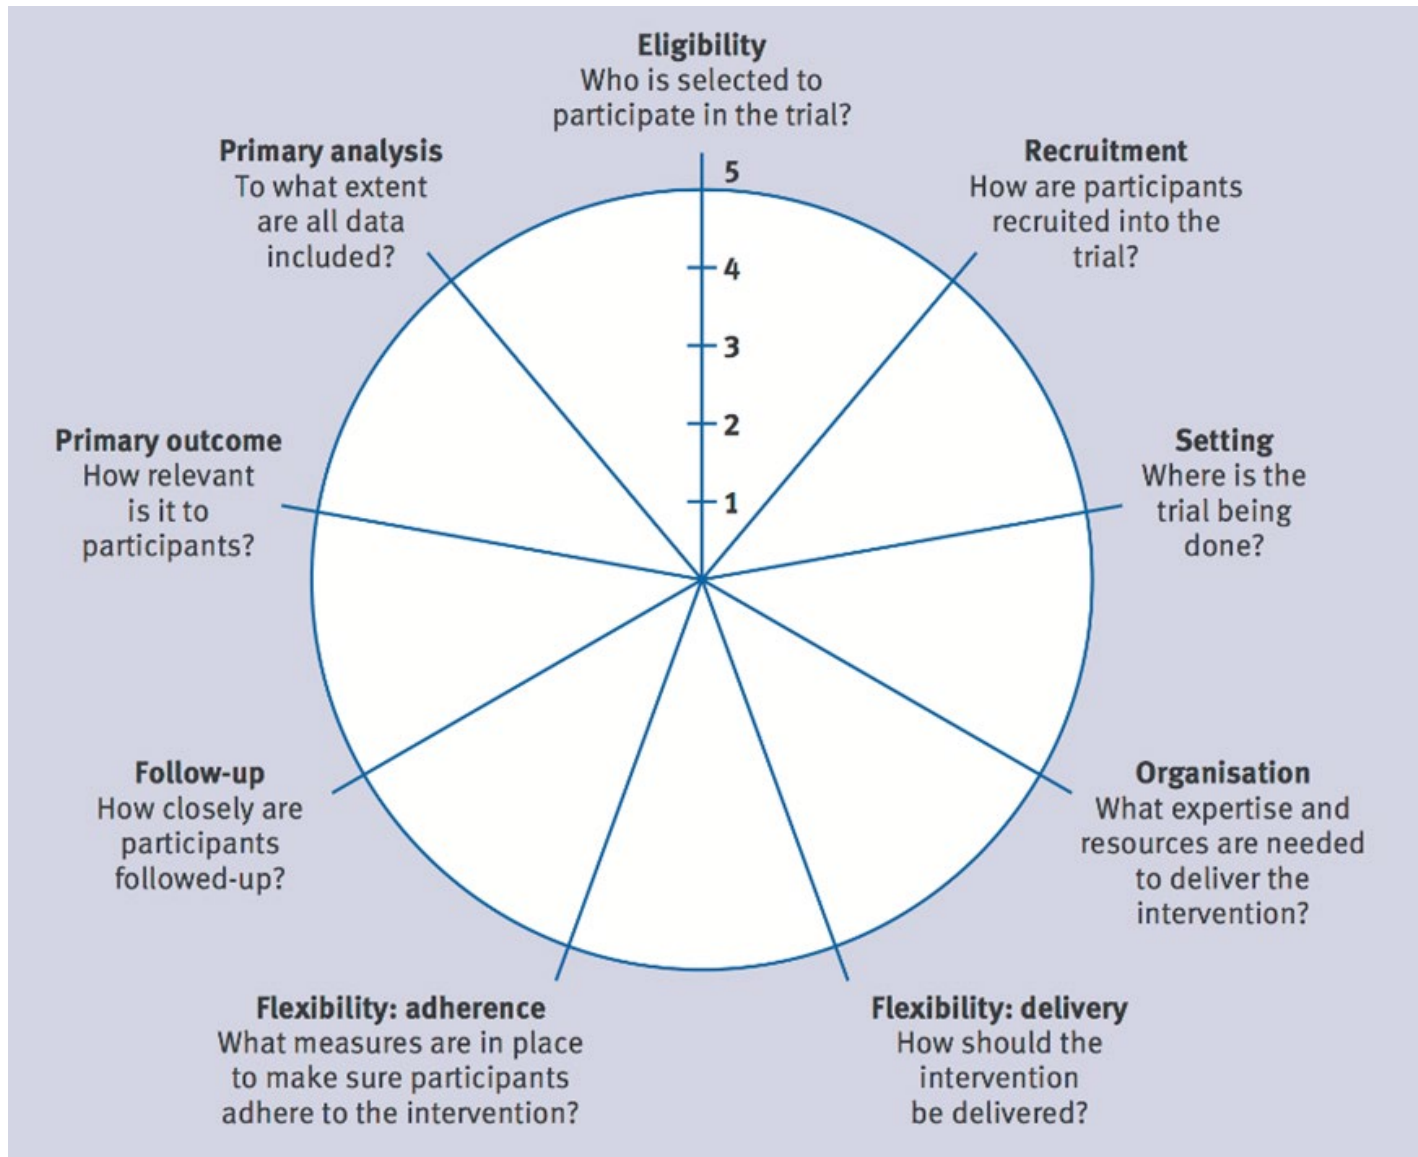 Eligibility
Who is selected to
participate in the trial?
Recruitment
How are participants
recruited into the
trial?
Setting
Where is the
trial being
done?
Organisation
What expertise and
resources are needed
to deliver the
intervention?
Flexibility: delivery
How should the
intervention
be delivered?
Flexibility: adherence
What measures are in place
to make sure participants
adhere to the intervention?
Follow-up
How closely are
participants
followed-up?
Primary outcome
How relevant
is it to
participants?
Primary analysis
To what extent
are all data
included?
5
4
3
2
1